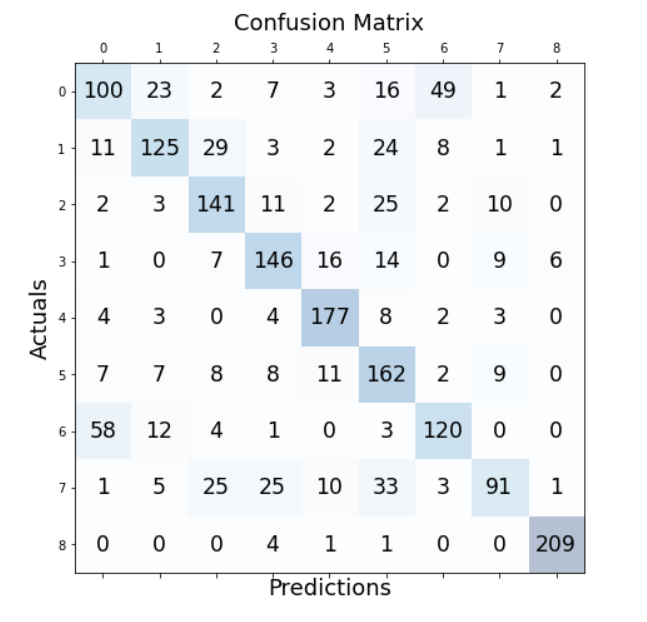 Confusion Matrix
0 1 2 3 4 5 6 7 8
0 100 23 2 7 3 16 49 1 2
1 11 125 29 3 2 24 8 1 1
2 2 3 141 11 2 25 2 10 0
3 1 0 7 146 16 14 0 9 6
4 4 3 0 4 177 8 2 3 0
5 7 7 8 8 11 162 2 9 0
6 58 12 4 1 0 3 120 0 0
7 1 5 25 25 10 33 3 91 1
8 0 0 0 4 1 1 0 0 209
Actuals
Predictions